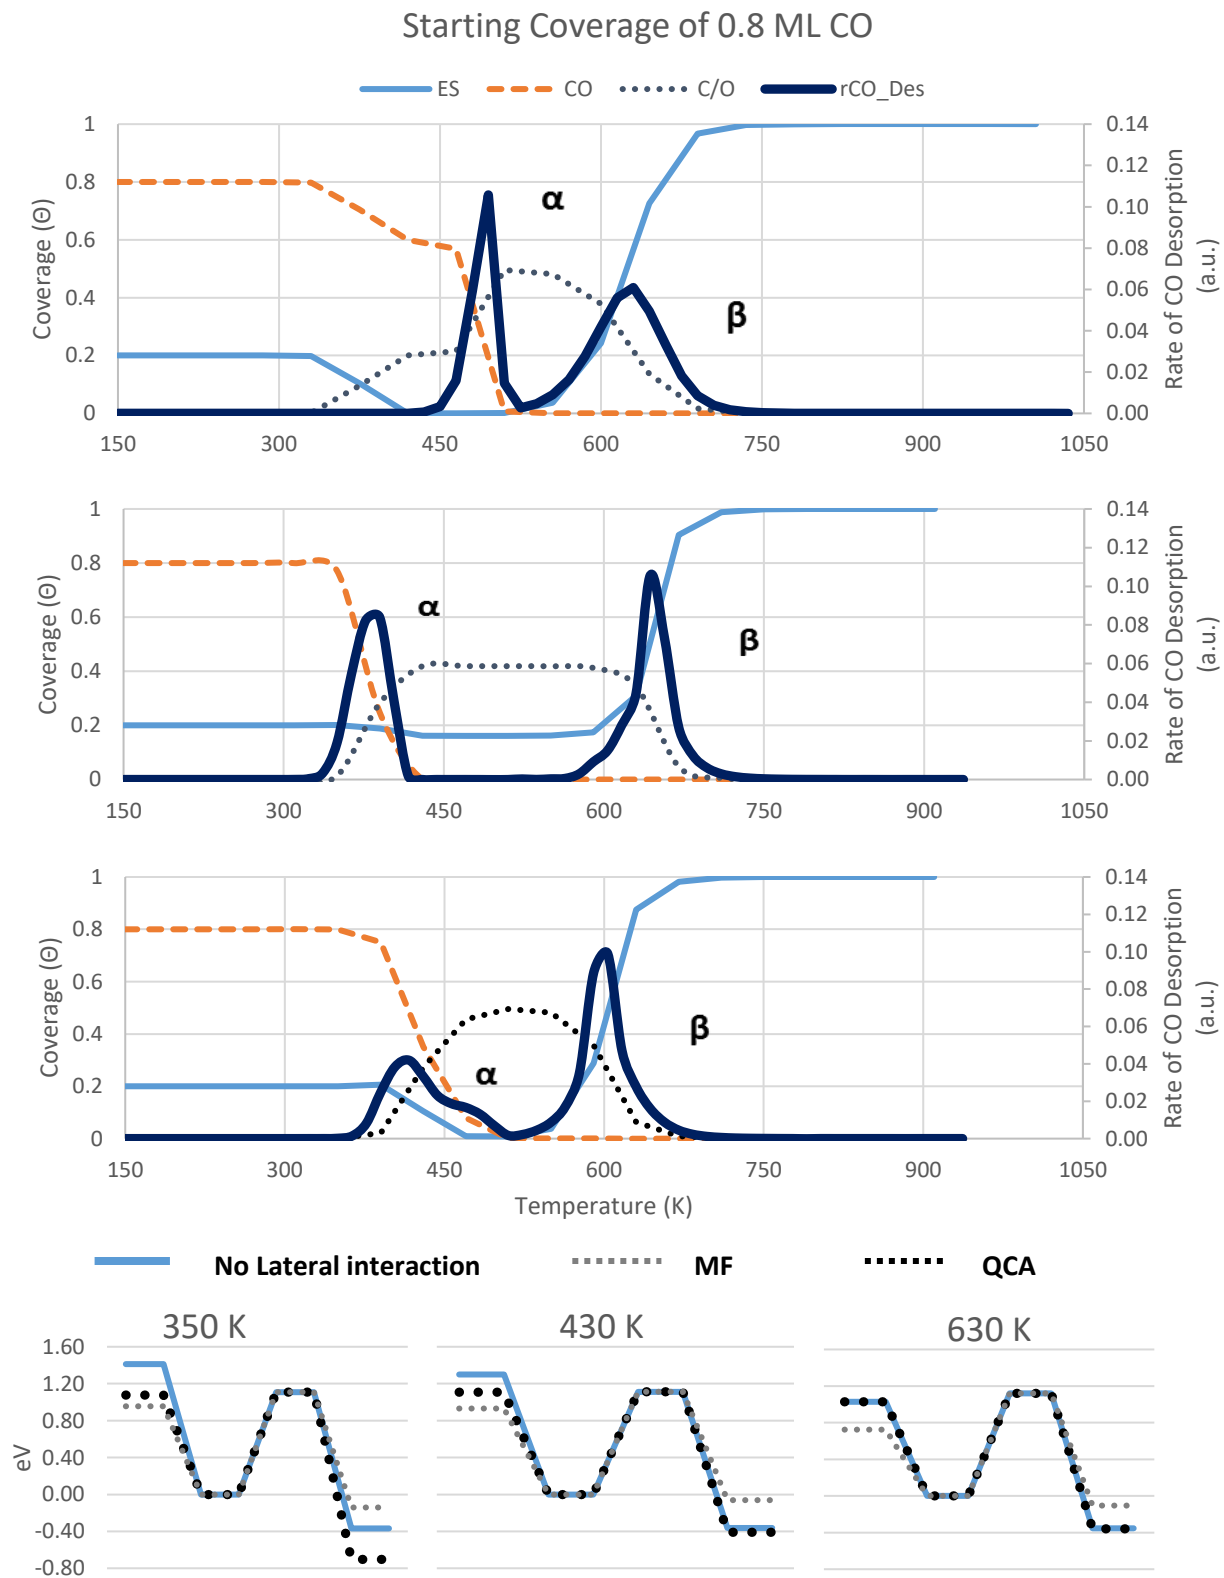 Starting Coverage of 0.8 ML CO
ES CO C/O rCO_Des
1 0.14
0.8 0.12
0.6 0.10
0.4 0.08
0.2 0.06
0 0.04
0.02
0.00
Coverage (Θ)
Rate of CO Desorption
(a.u.)
α
β
150 300 450 600 750 900 1050
1 0.14
0.8 0.12
0.6 0.10
0.4 0.08
0.2 0.06
0 0.04
0.02
0.00
Coverage (Θ)
Rate of CO Desorption
(a.u.)
α
β
150 300 450 600 750 900 1050
1 0.14
0.8 0.12
0.6 0.10
0.4 0.08
0.2 0.06
0 0.04
0.02
0.00
Coverage (Θ)
Rate of CO Desorption
(a.u.)
α
β
150 300 450 600 750 900 1050
Temperature (K)
No Lateral interaction MF QCA
350 K 430 K 630 K
1.60
1.20
0.80
0.40
0.00
-0.40
-0.80
eV